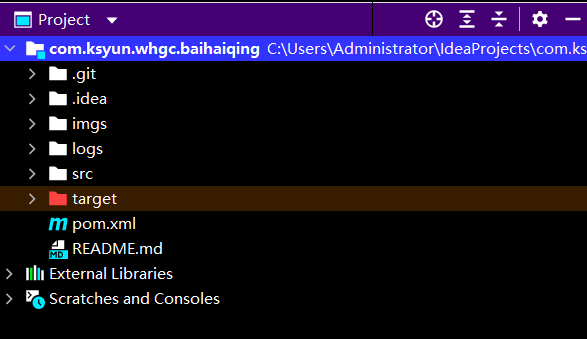 Project
com.ksyun.whgc.baihaiqing C:\Users\Administrator\IdeaProjects\com.ks
.git
.idea
imgs
logs
src
target
m pom.xml
MD README.md
External Libraries
Scratches and Consoles